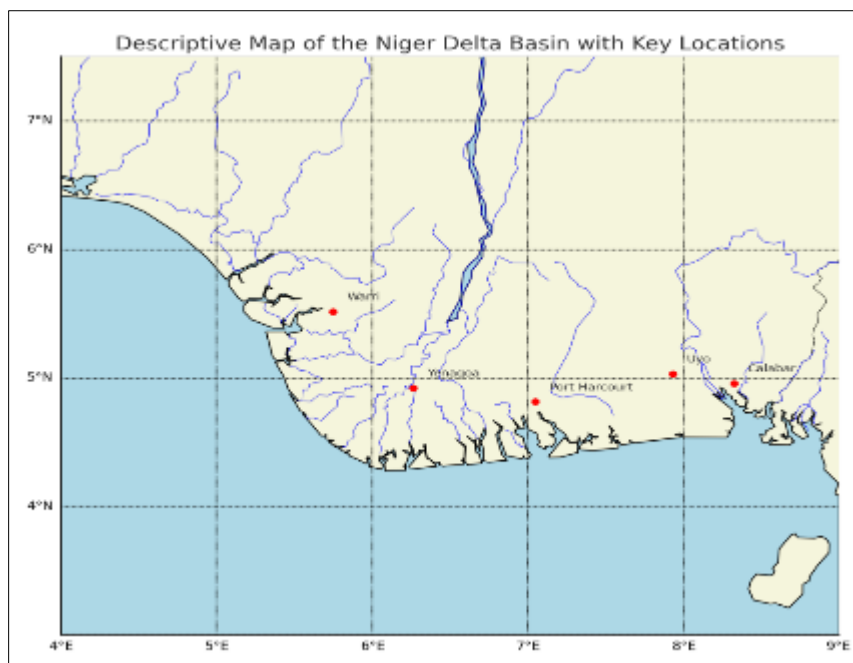 Descriptive Map of the Niger Delta Basin with Key Locations
7°N
6°N
Warri
Uyo
Calabar
5°N
Yenagoa
Port Harcourt
4°N
4°E 5°E 6°E 7°E 8°E 9°E